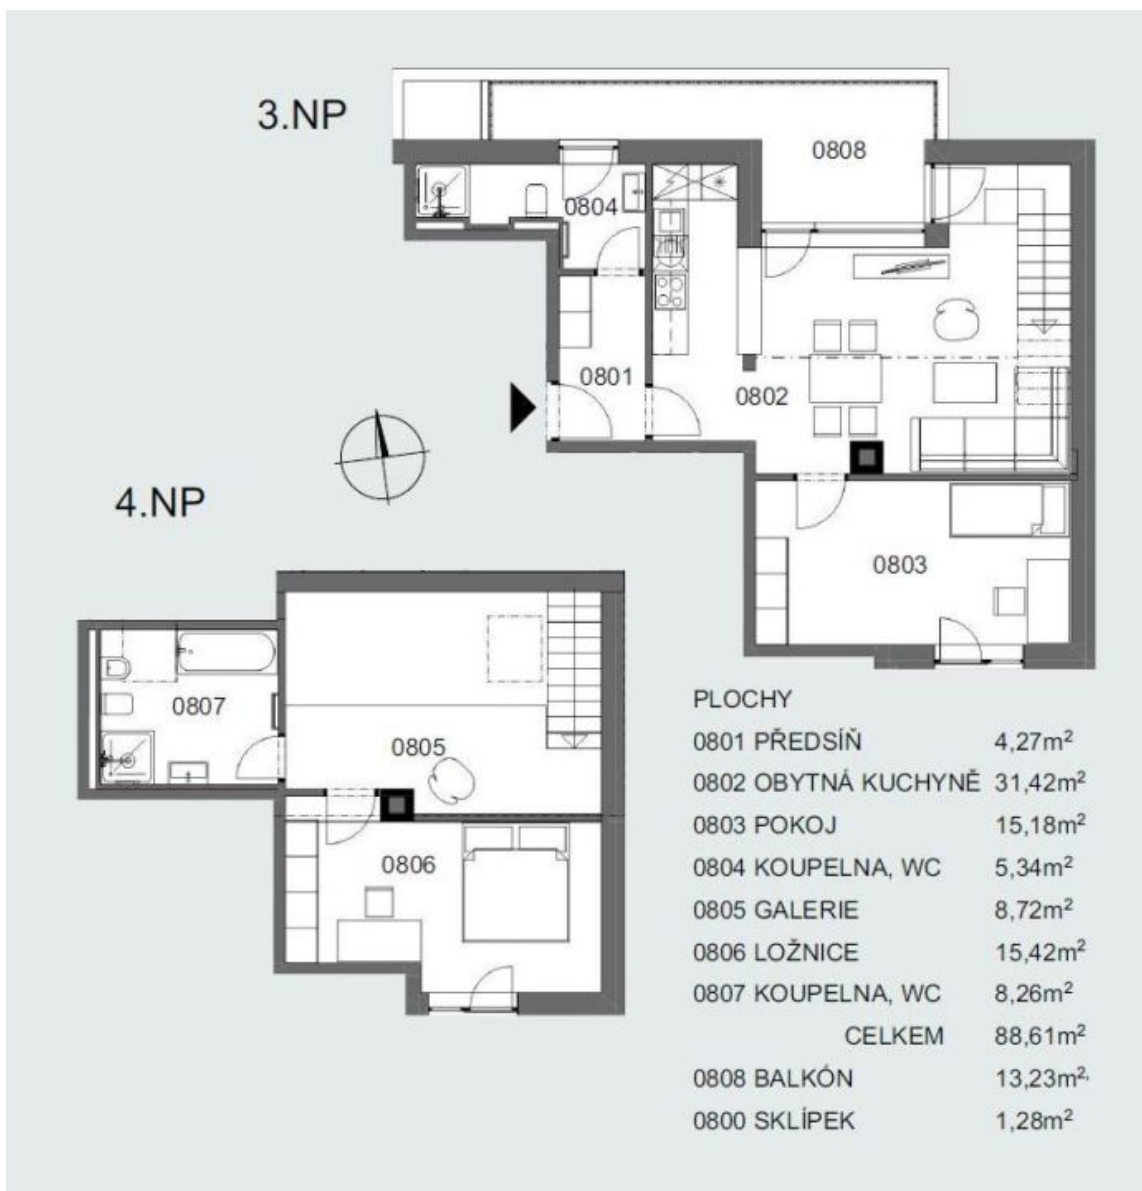 3.NP
0808
0804
0801
0802
0803
4.NP
0807
0805
0806
PLOCHY
0801 PŘEDSÍŇ 4,27m²
0802 OBYTNÁ KUCHYNĚ 31,42m²
0803 POKOJ 15,18m²
0804 KOUPELNA, WC 5,34m²
0805 GALERIE 8,72m²
0806 LOŽNICE 15,42m²
0807 KOUPELNA, WC 8,26m²
CELKEM 88,61m²
0808 BALKÓN 13,23m².
0800 SKLÍPEK 1,28m²